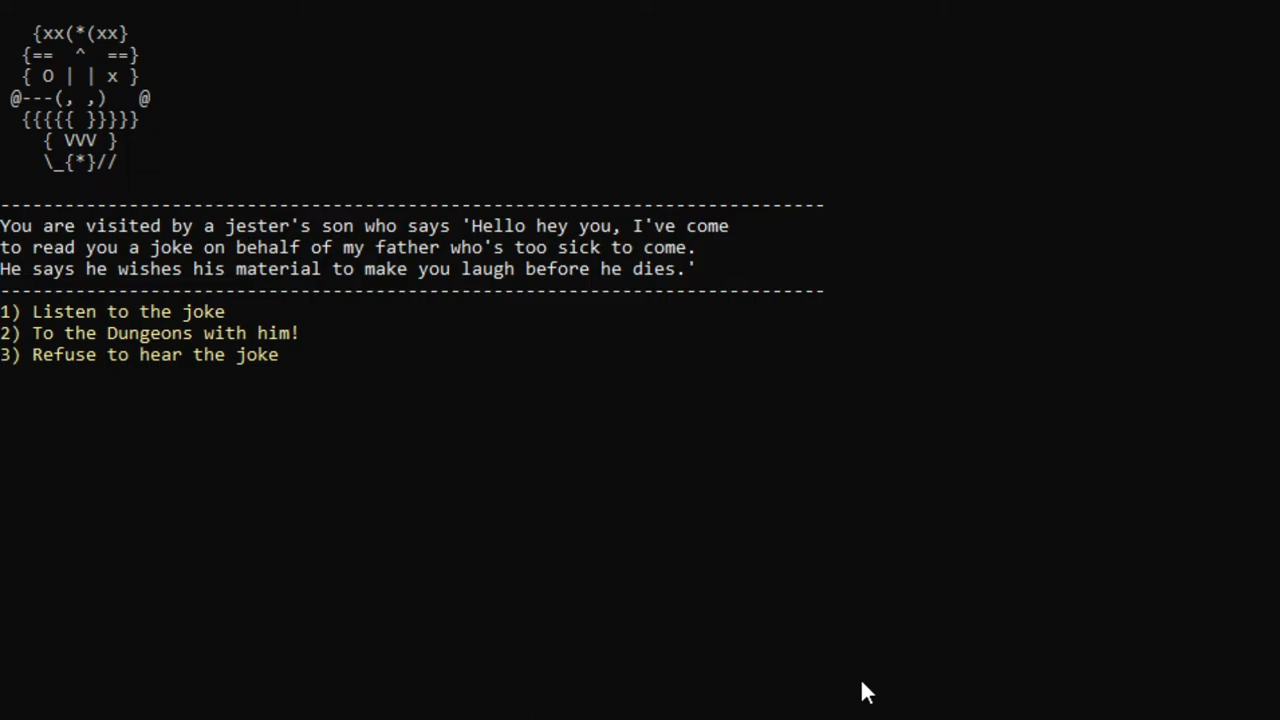 {xx(*(xx}
{==  ^  ==}
{ O | | x }
@---(, ,)   @
{{{{{ }}}}}
{ VVV }
\_{*}//
-----------------------------------------------------------------------------
You are visited by a jester's son who says 'Hello hey you, I've come
to read you a joke on behalf of my father who's too sick to come.
He says he wishes his material to make you laugh before he dies.'
-----------------------------------------------------------------------------
1) Listen to the joke
2) To the Dungeons with him!
3) Refuse to hear the joke